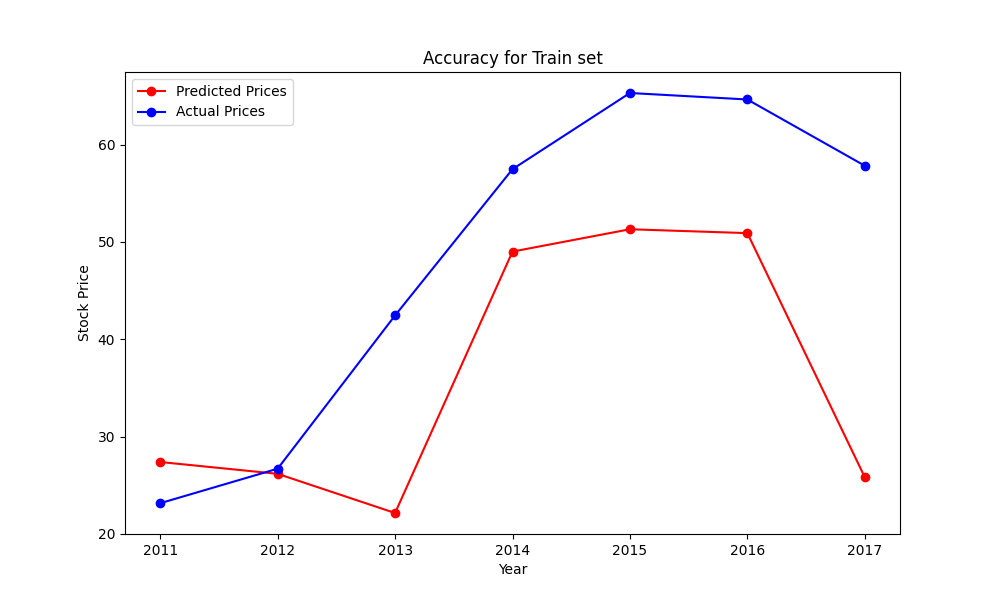 Accuracy for Train set
Predicted Prices
Actual Prices
60
50
40
30
20
Stock Price
2011 2012 2013 2014 2015 2016 2017
Year